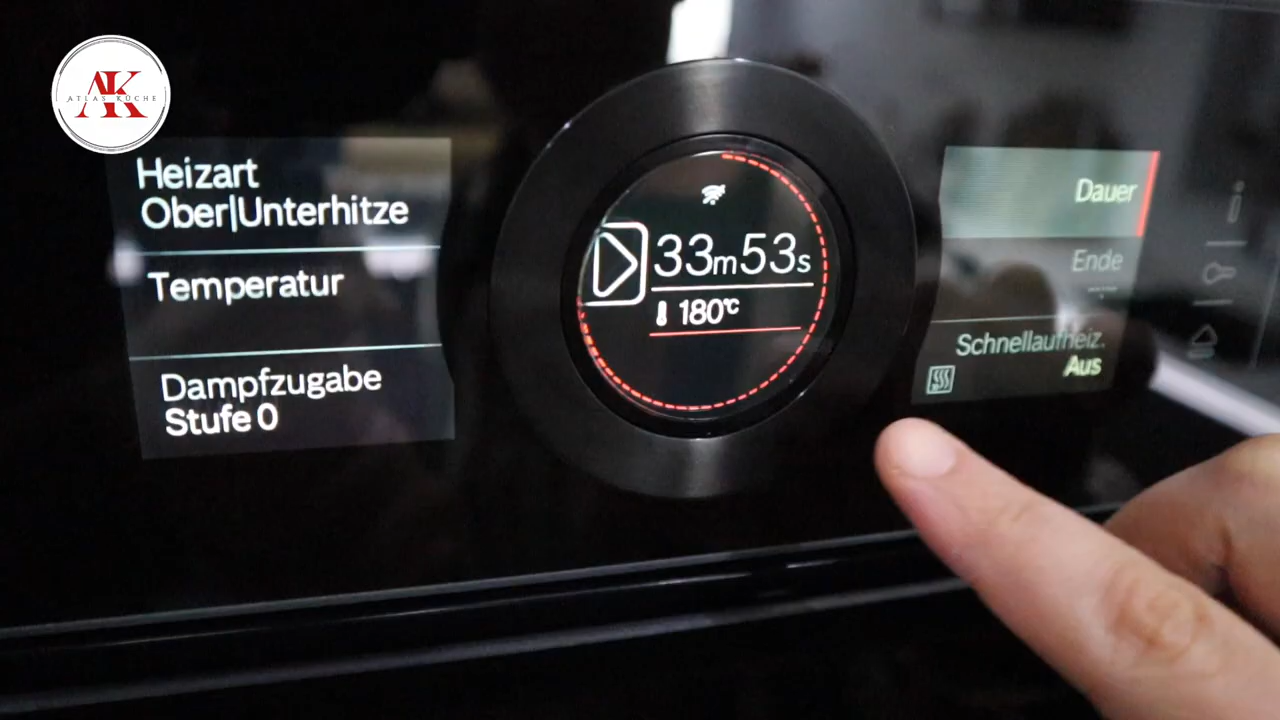 AK
ATLAS KÜCHE
Heizart
Ober|Unterhitze
Temperatur
Dampfzugabe
Stufe 0
33m53s
180°C
Dauer
Ende
Schnellaufheiz.
Aus